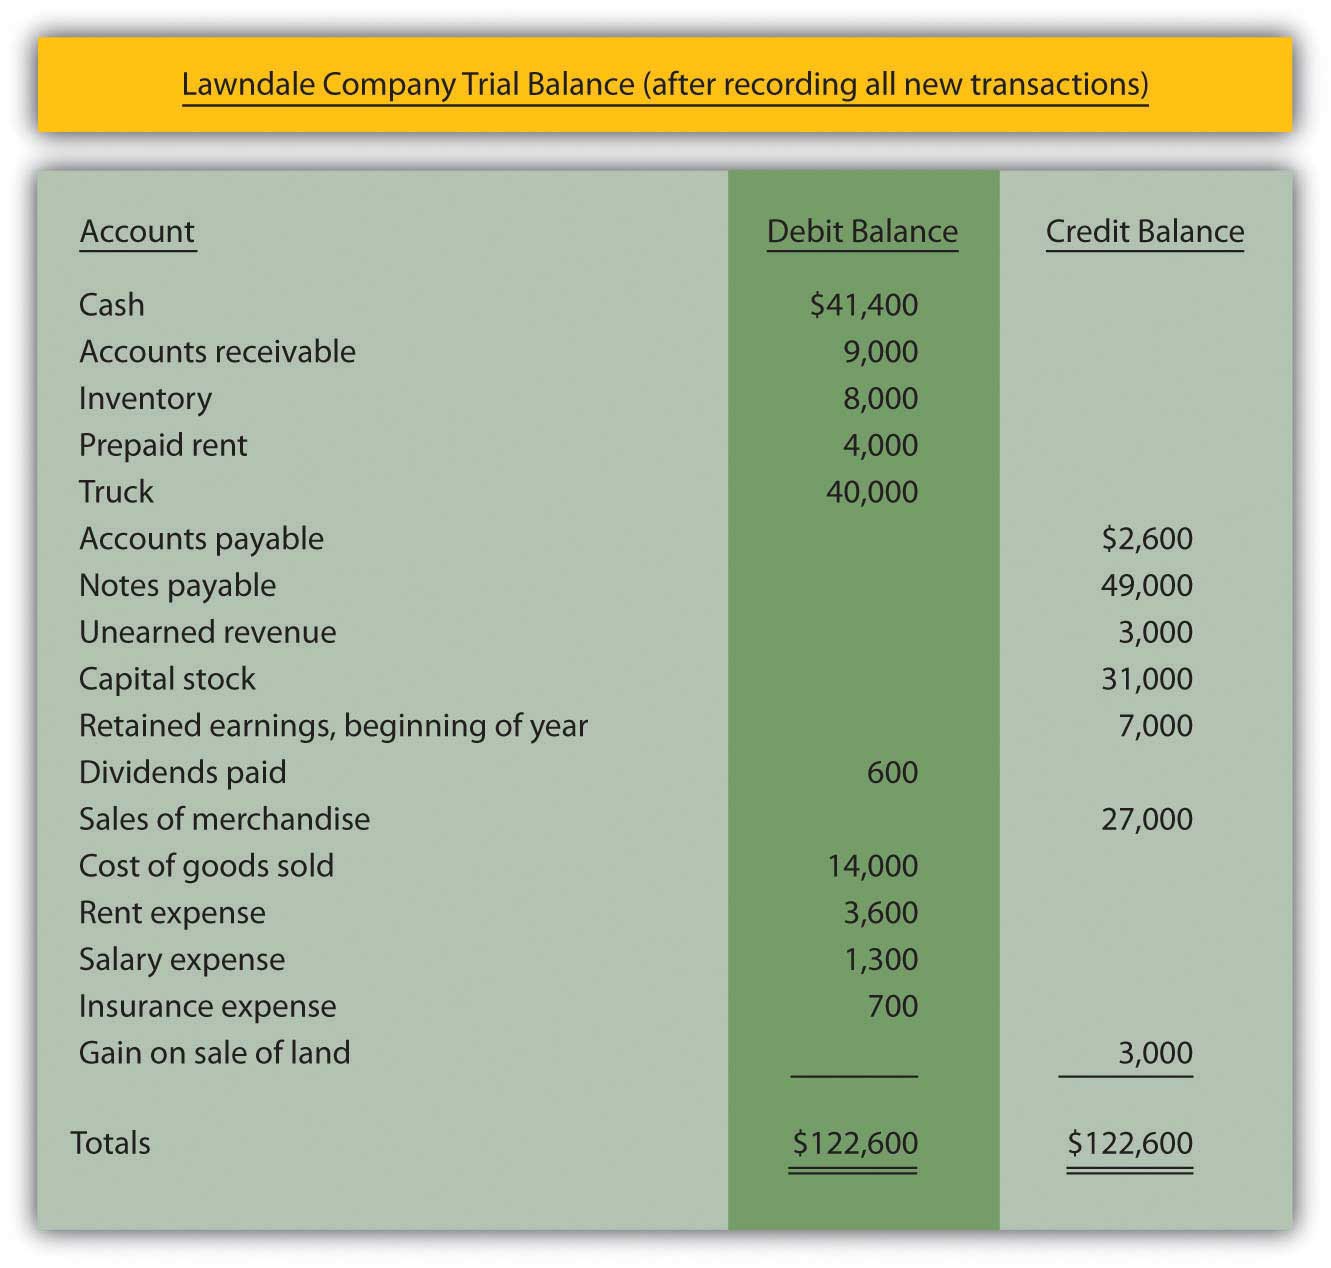 Lawndale Company Trial Balance (after recording all new transactions)
Account Debit Balance Credit Balance
Cash $41,400
Accounts receivable 9,000
Inventory 8,000
Prepaid rent 4,000
Truck 40,000
Accounts payable $2,600
Notes payable 49,000
Unearned revenue 3,000
Capital stock 31,000
Retained earnings, beginning of year 7,000
Dividends paid 600
Sales of merchandise 27,000
Cost of goods sold 14,000
Rent expense 3,600
Salary expense 1,300
Insurance expense 700
Gain on sale of land 3,000
Totals $122,600 $122,600